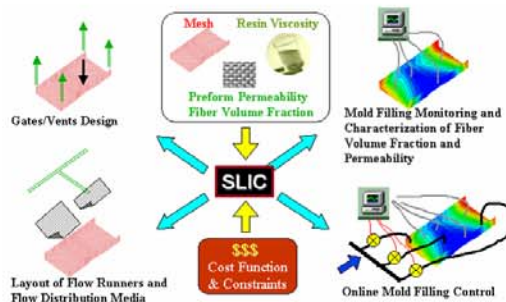 Mesh
Resin Viscosity
Preform Permeability
Fiber Volume Fraction
Gates/Vents Design
Mold Filling Monitoring and
Characterization of Fiber
Volume Fraction and
Permeability
SLIC
$$$
Cost Function
& Constraints
Layout of Flow Runners and
Flow Distribution Media
Online Mold Filling Control